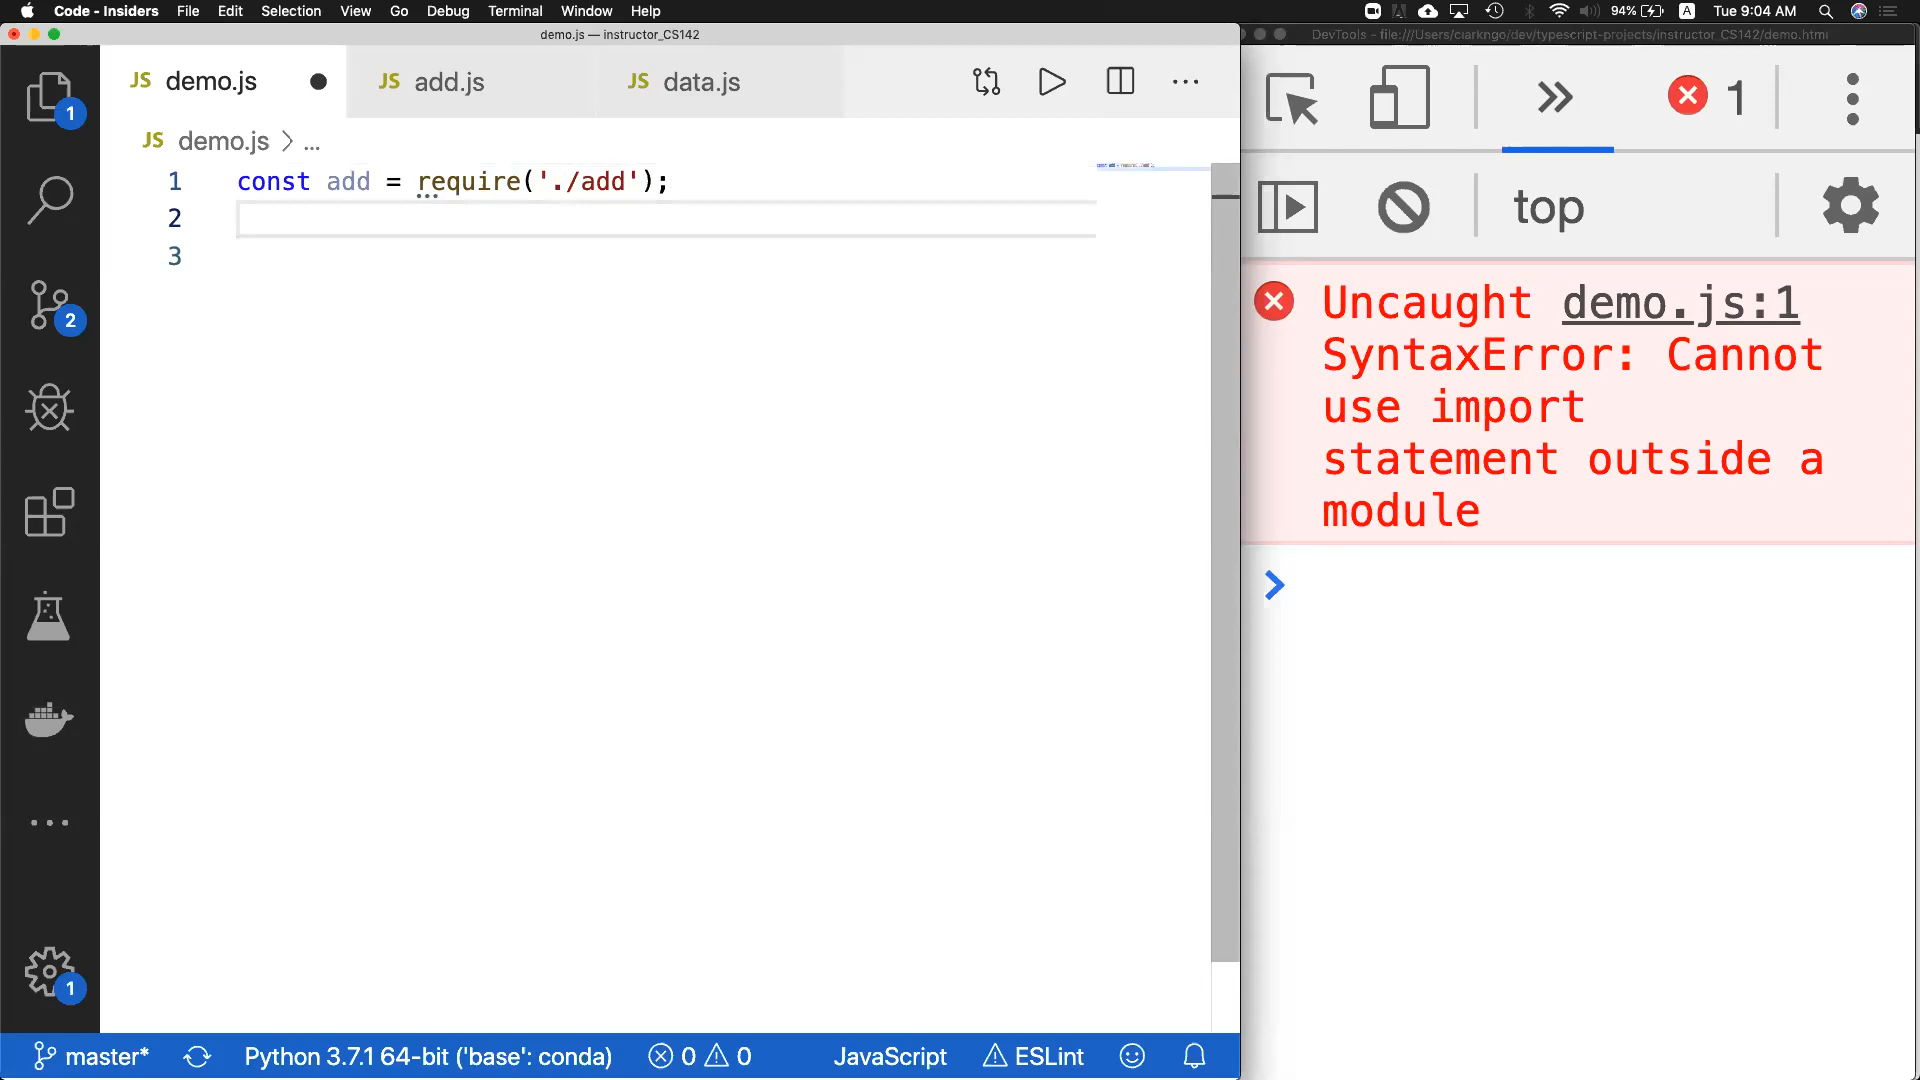 Code - Insiders File Edit Selection View Go Debug Terminal Window Help 94% A Tue 9:04 AM
demo.js — instructor_CS142
DevTools - file:///Users/clarkngo/dev/typescript-projects/instructor_CS142/demo.html
JS demo.js JS add.js JS data.js ...
1
1
JS demo.js > ...
1 const add = require('./add');
2
3
top
Uncaught demo.js:1
SyntaxError: Cannot
use import
statement outside a
module
2
1
master* Python 3.7.1 64-bit ('base': conda) 0 0 JavaScript ESLint